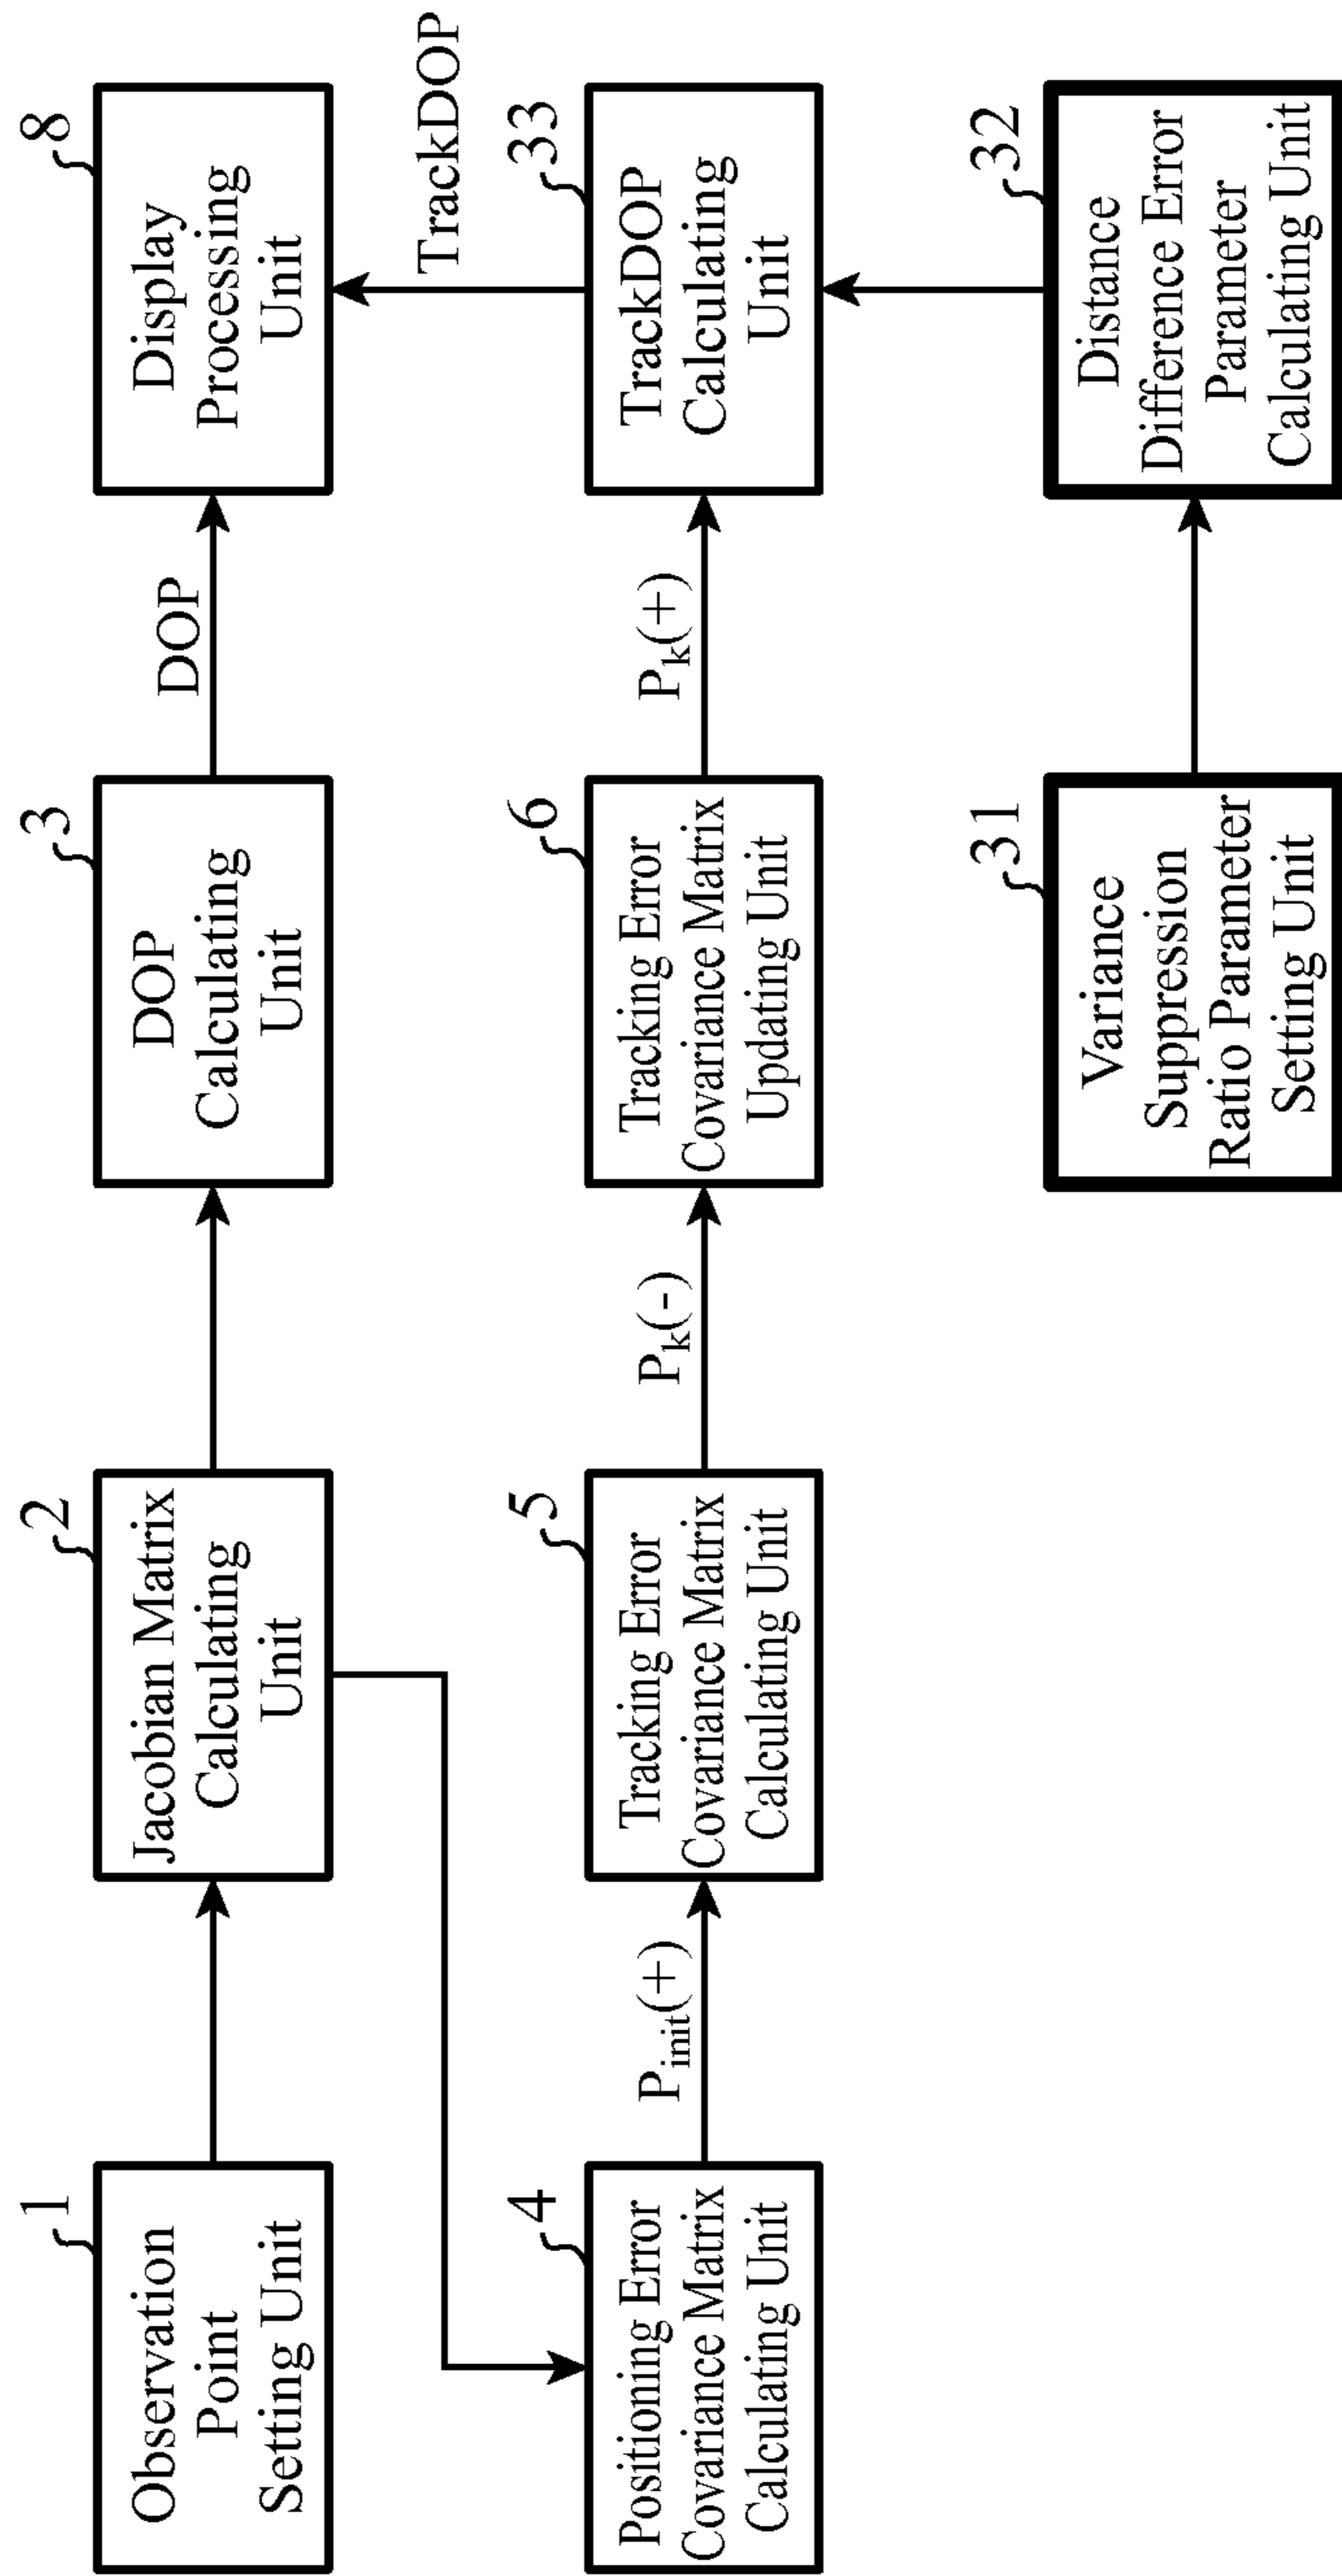 1
Observation
Point
Setting Unit
2
Jacobian Matrix
Calculating
Unit
3
DOP
Calculating
Unit
DOP
8
Display
Processing
Unit
4
Positioning Error
Covariance Matrix
Calculating Unit
Pinit(+)
5
Tracking Error
Covariance Matrix
Calculating Unit
Pk(-)
6
Tracking Error
Covariance Matrix
Updating Unit
Pk(+)
33
TrackDOP
Calculating
Unit
TrackDOP
31
Variance
Suppression
Ratio Parameter
Setting Unit
32
Distance
Difference Error
Parameter
Calculating Unit